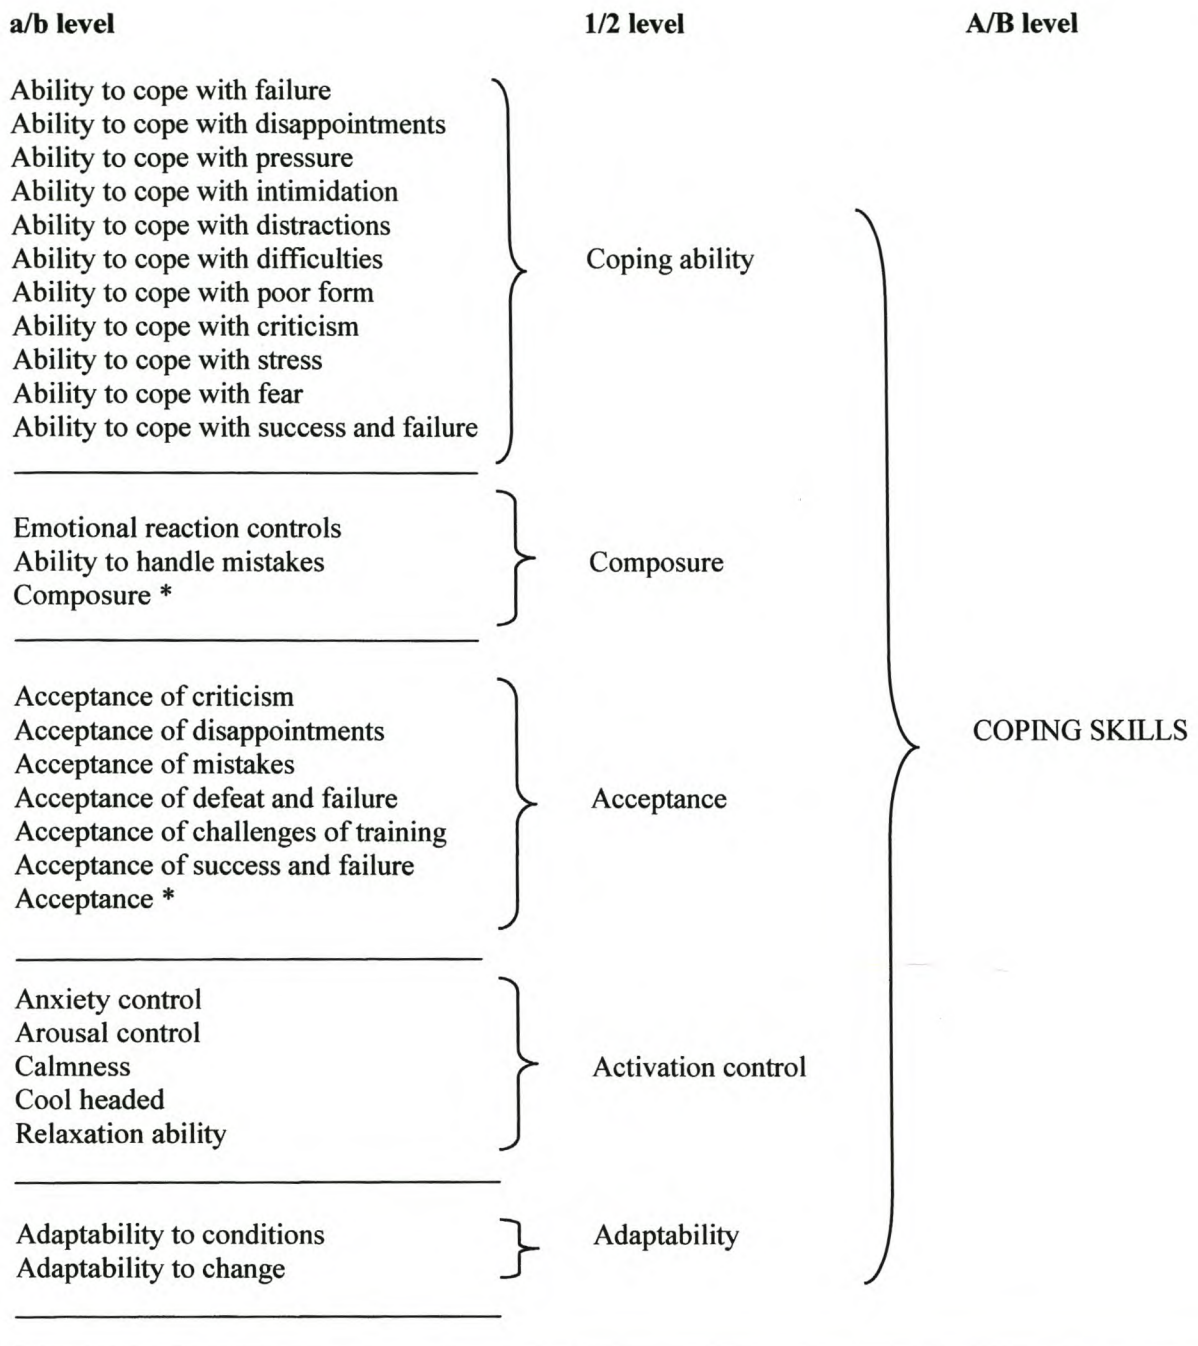 a/b level 1/2 level A/B level
Ability to cope with failure
Ability to cope with disappointments
Ability to cope with pressure
Ability to cope with intimidation
Ability to cope with distractions
Ability to cope with difficulties
Ability to cope with poor form
Ability to cope with criticism
Ability to cope with stress
Ability to cope with fear
Ability to cope with success and failure
Coping ability
Emotional reaction controls
Ability to handle mistakes
Composure *
Composure
Acceptance of criticism
Acceptance of disappointments
Acceptance of mistakes
Acceptance of defeat and failure
Acceptance of challenges of training
Acceptance of success and failure
Acceptance *
Acceptance
Anxiety control
Arousal control
Calmness
Cool headed
Relaxation ability
Activation control
Adaptability to conditions
Adaptability to change
Adaptability
COPING SKILLS